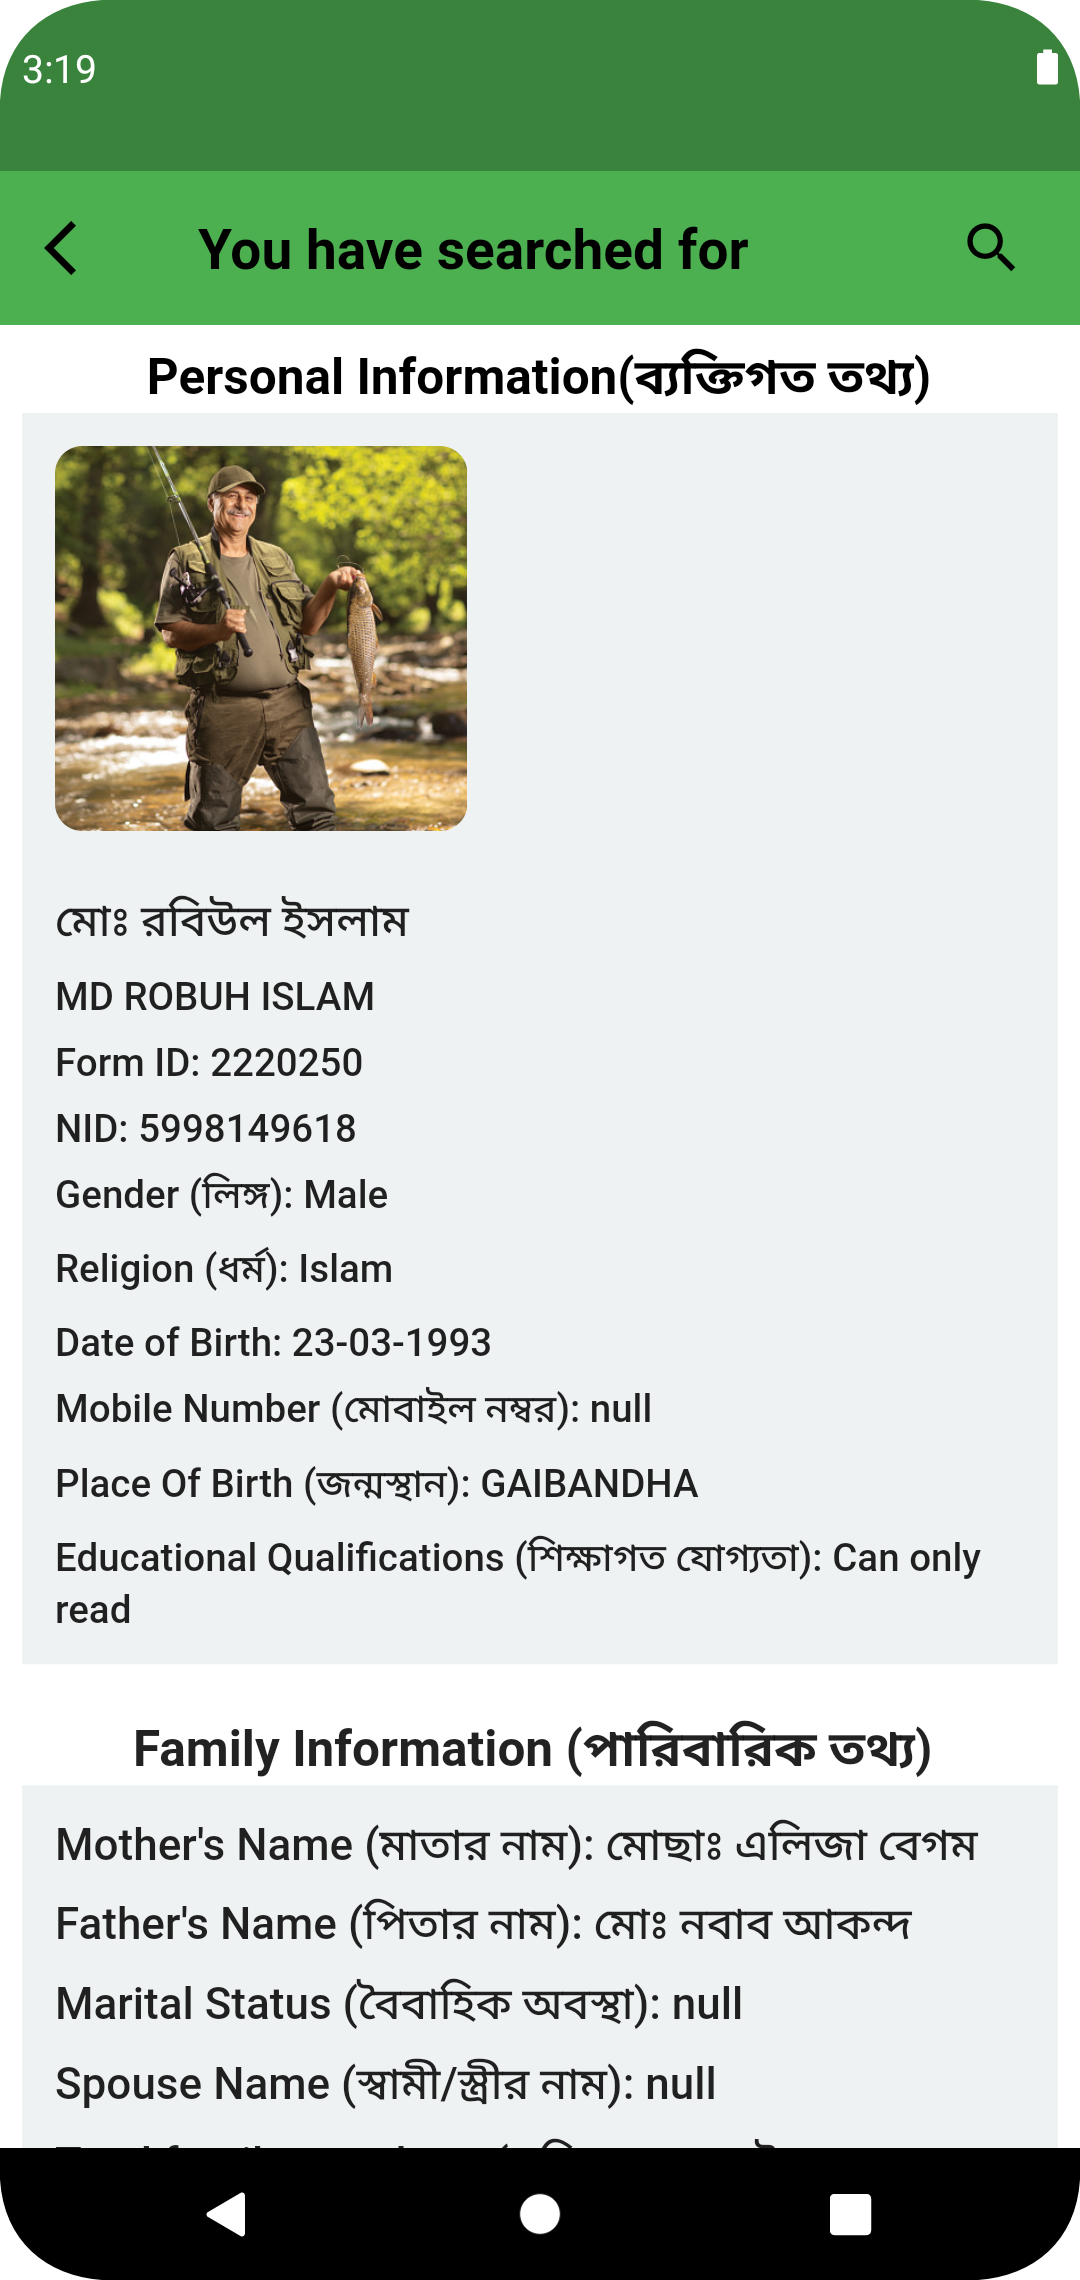 3:19
You have searched for
Personal Information(ব্যক্তিগত তথ্য)
মোঃ রবিউল ইসলাম
MD ROBUH ISLAM
Form ID: 2220250
NID: 5998149618
Gender (লিঙ্গ): Male
Religion (ধর্ম): Islam
Date of Birth: 23-03-1993
Mobile Number (মোবাইল নম্বর): null
Place Of Birth (জন্মস্থান): GAIBANDHA
Educational Qualifications (শিক্ষাগত যোগ্যতা): Can only
read
Family Information (পারিবারিক তথ্য)
Mother's Name (মাতার নাম): মোছাঃ এলিজা বেগম
Father's Name (পিতার নাম): মোঃ নবাব আকন্দ
Marital Status (বৈবাহিক অবস্থা): null
Spouse Name (স্বামী/স্ত্রীর নাম): null